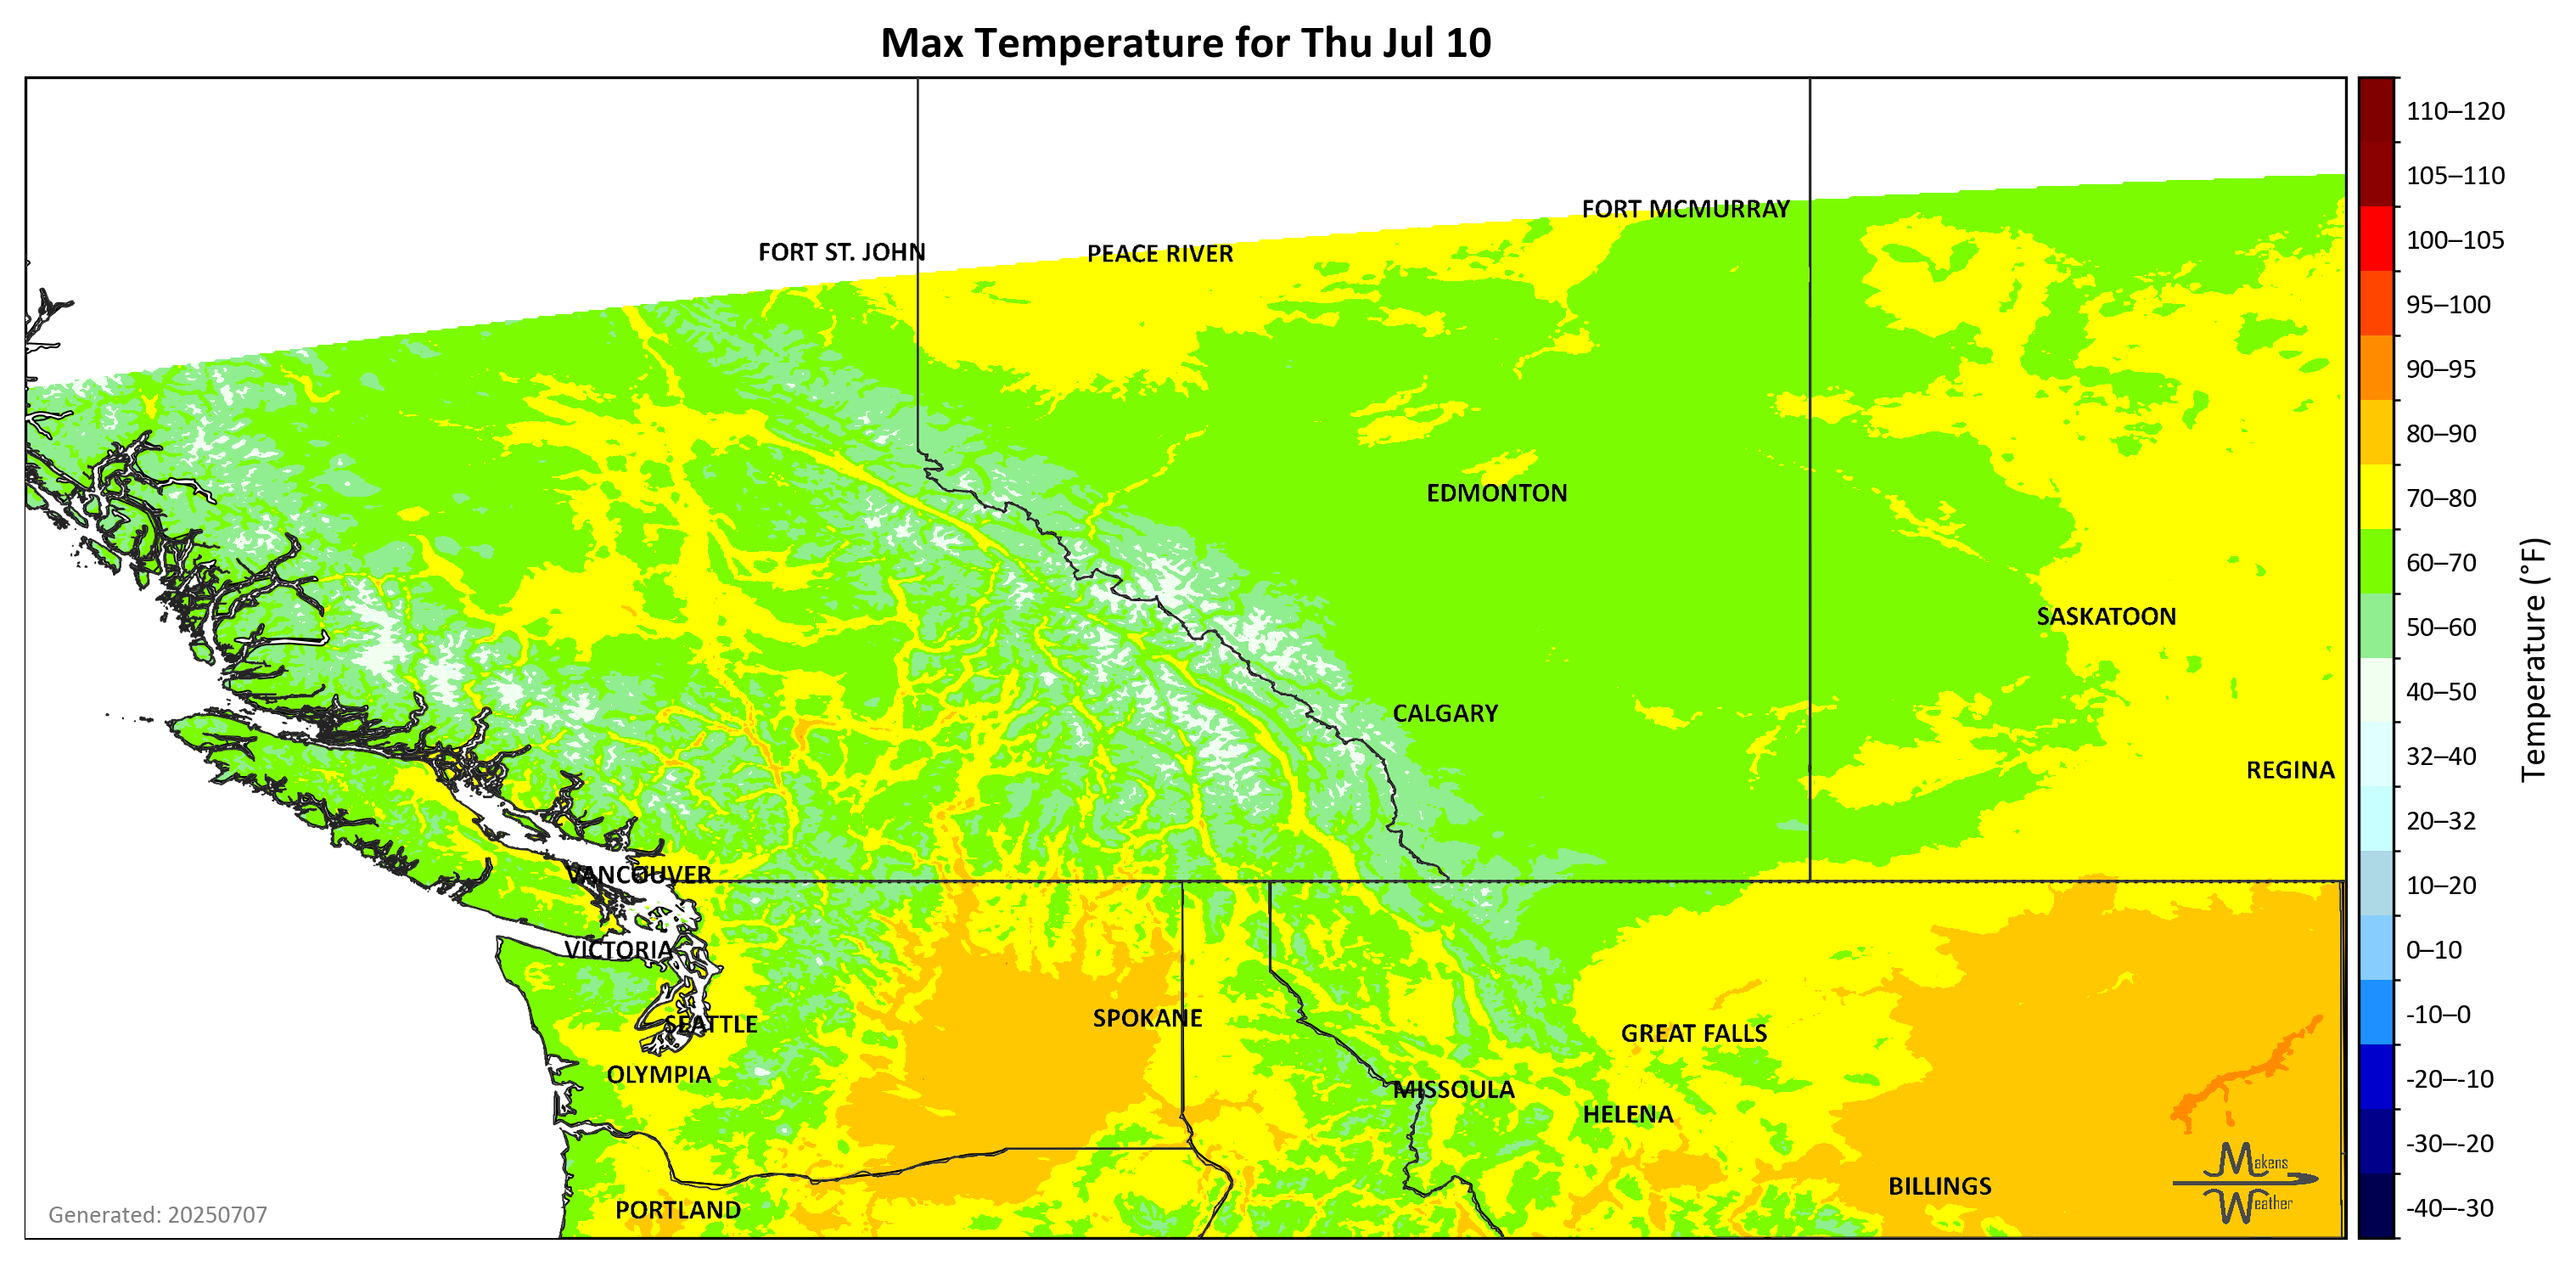 Max Temperature for Thu Jul 10
110–120
105–110
FORT MCMURRAY
100–105
FORT ST. JOHN
PEACE RIVER
95–100
90–95
80–90
EDMONTON
70–80
60–70
SASKATOON
50–60
40–50
CALGARY
32–40
REGINA
20–32
VANCOUVER
10–20
VICTORIA
0–10
SEATTLE
SPOKANE
GREAT FALLS
-10–0
OLYMPIA
MISSOULA
-20–-10
HELENA
-30–-20
Makens
Weather
BILLINGS
PORTLAND
-40–-30
Generated: 20250707
Temperature (°F)